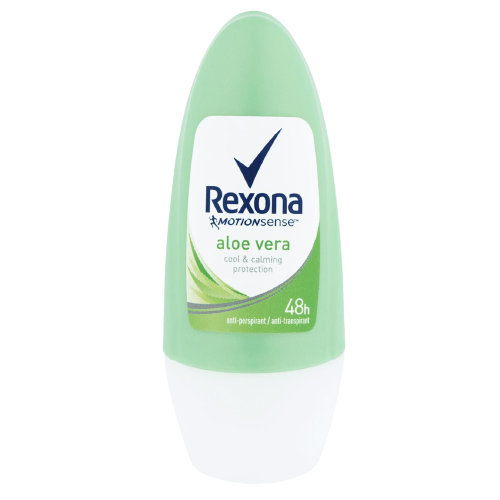 Rexona
MOTIONsense™
aloe vera
cool & calming
protection
48h
anti-perspirant / anti-transpirant